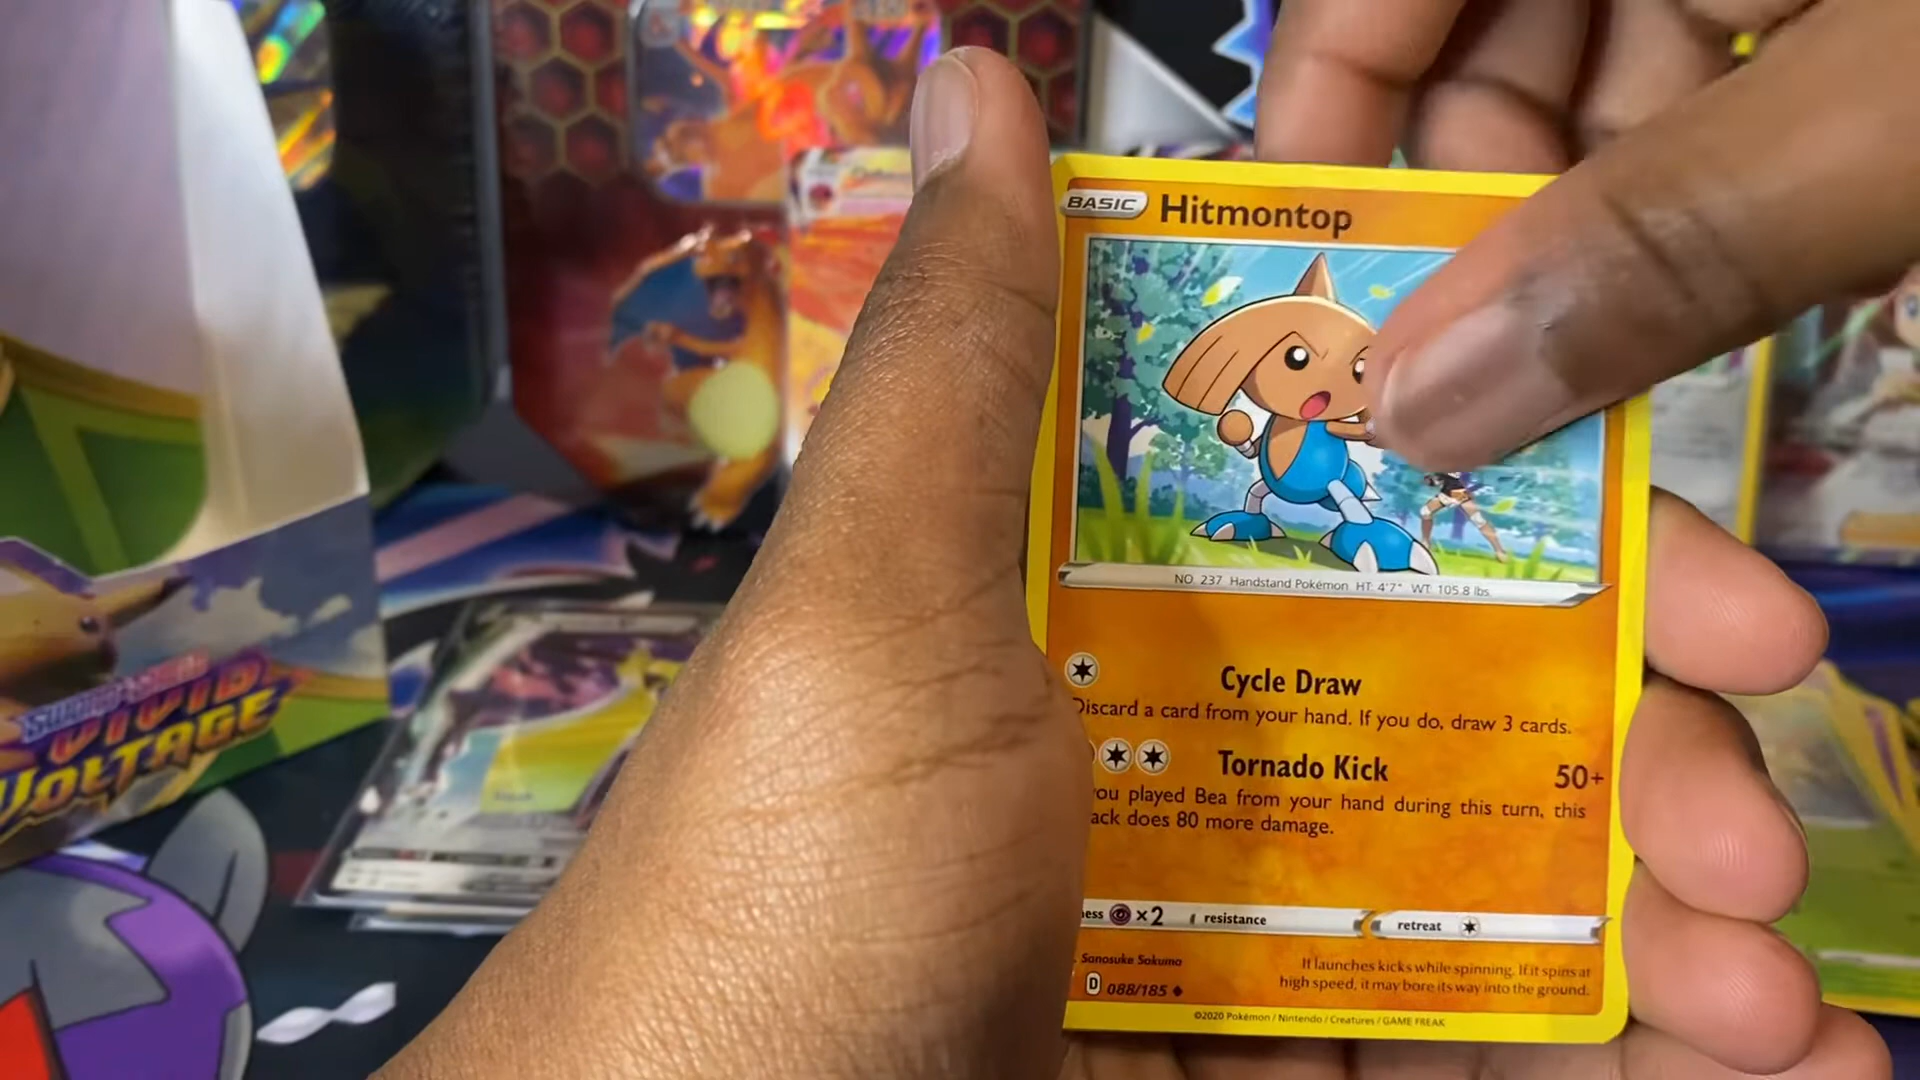 BASIC Hitmontop
NO. 237 Handstand Pokémon HT: 4'7" WT: 105.8 lbs.
Cycle Draw
Discard a card from your hand. If you do, draw 3 cards.
Tornado Kick 50+
you played Bea from your hand during this turn, this
ack does 80 more damage.
ess ×2 resistance retreat
. Sanosuke Sakuma
It launches kicks while spinning. If it spins at
D 088/185
high speed, it may bore its way into the ground.
©2020 Pokémon / Nintendo / Creatures / GAME FREAK
VIVID
VOLTAGE